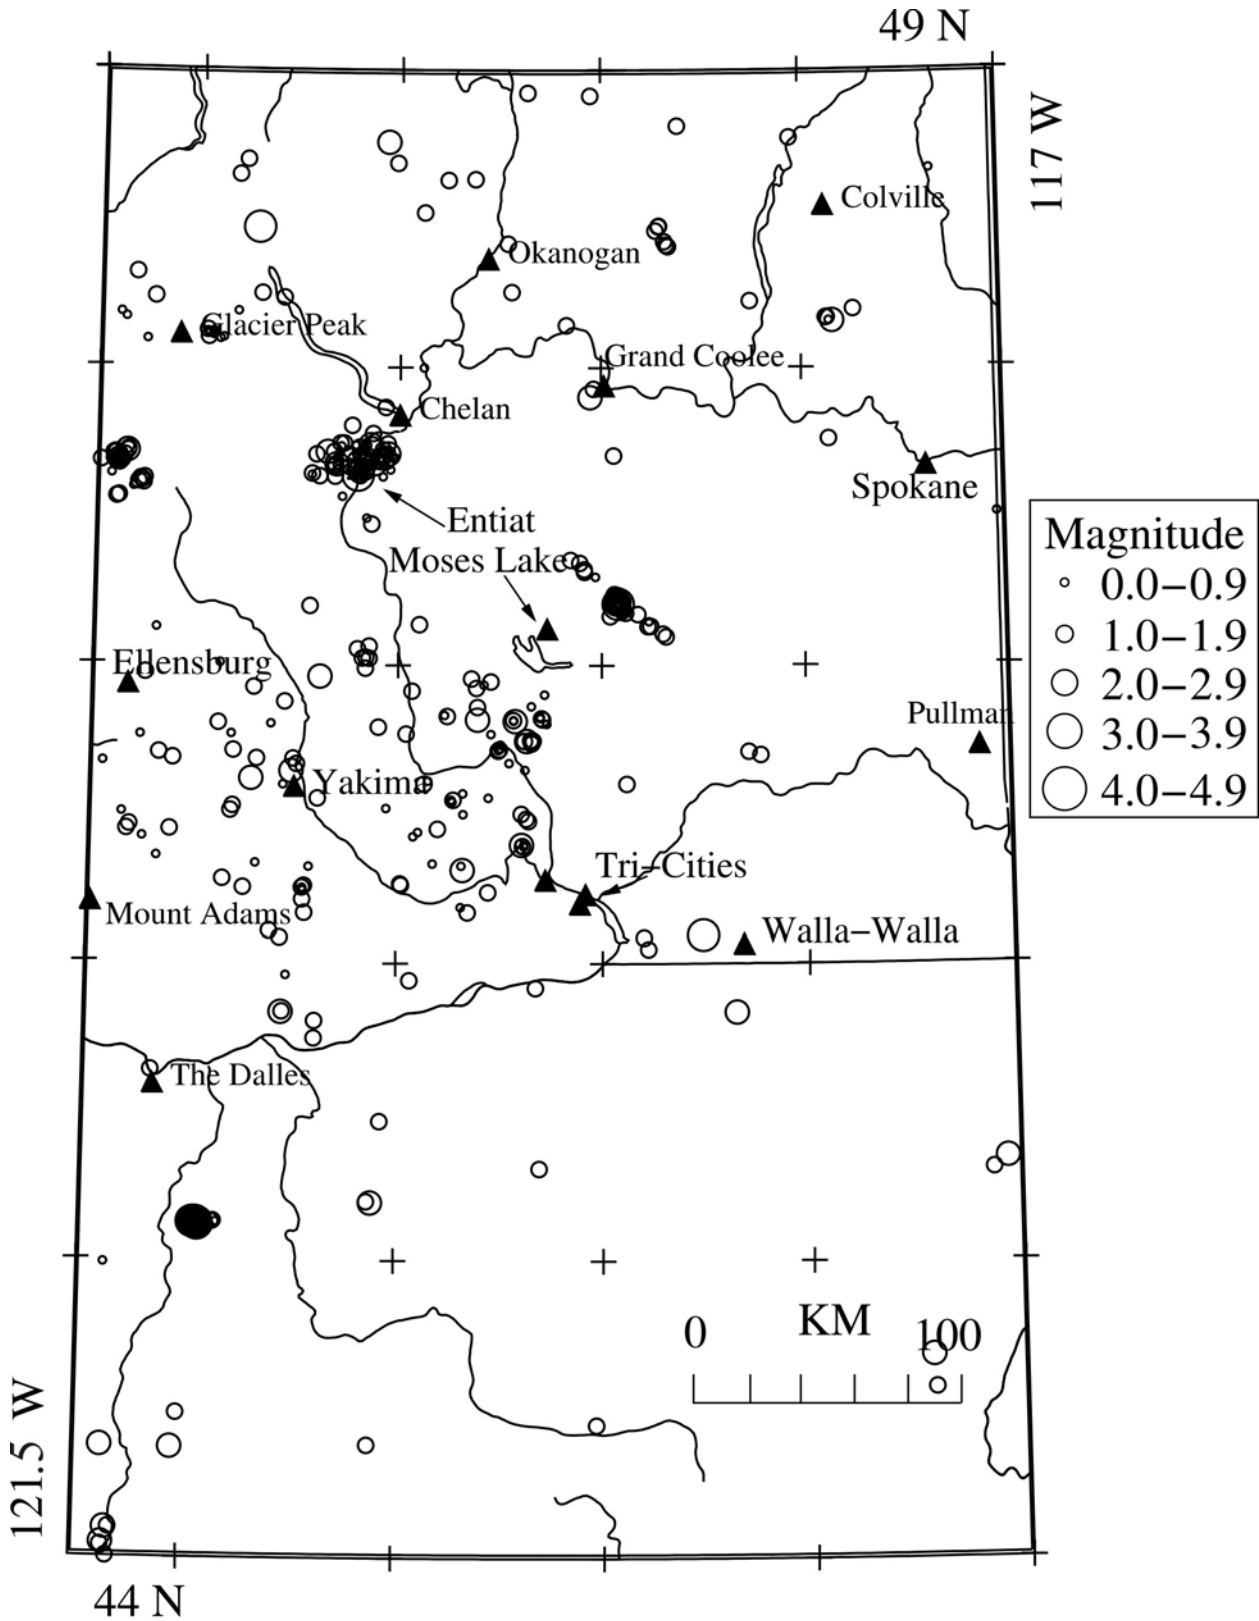 49 N
117 W
Colville
Okanogan
Glacier Peak
Grand Coolee
Chelan
Spokane
Entiat
Moses Lake
Magnitude
0.0−0.9
1.0−1.9
2.0−2.9
3.0−3.9
4.0−4.9
Ellensburg
Pullman
Yakima
Tri−Cities
Mount Adams
Walla−Walla
The Dalles
0 KM 100
121.5 W
44 N